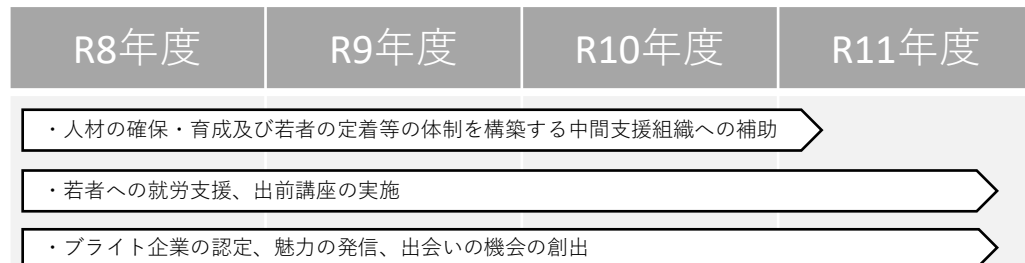 R8年度 R9年度 R10年度 R11年度
・人材の確保・育成及び若者の定着等の体制を構築する中間支援組織への補助
・若者への就労支援、出前講座の実施
・ブライト企業の認定、魅力の発信、出会いの機会の創出